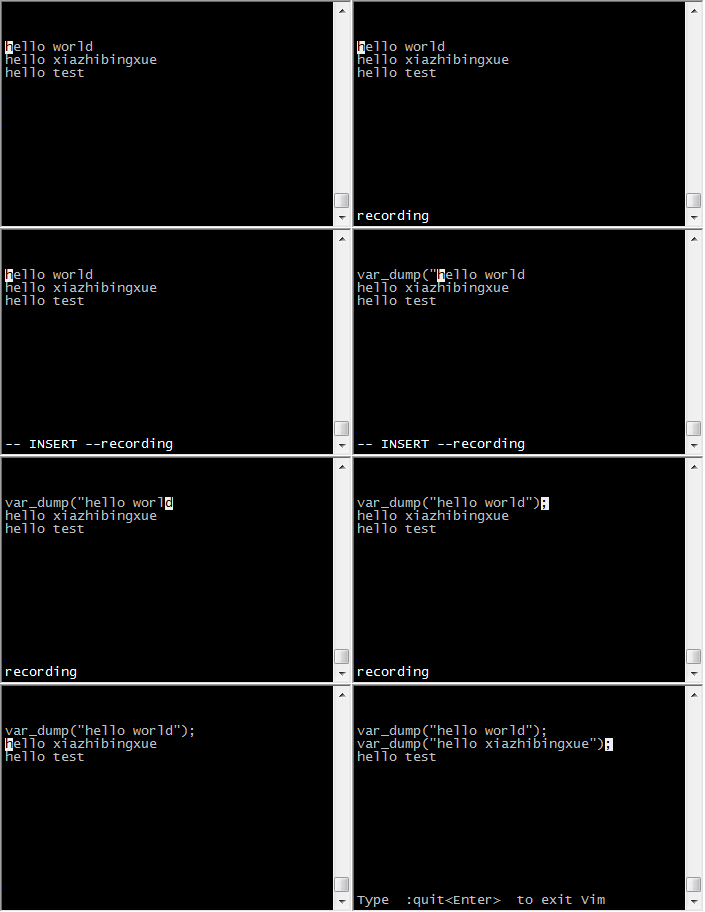 hello world
hello xiazhibingxue
hello test
hello world
hello xiazhibingxue
hello test
recording
hello world
hello xiazhibingxue
hello test
-- INSERT --recording
var_dump("hello world
hello xiazhibingxue
hello test
-- INSERT --recording
var_dump("hello world
hello xiazhibingxue
hello test
recording
var_dump("hello world");
hello xiazhibingxue
hello test
recording
var_dump("hello world");
hello xiazhibingxue
hello test
var_dump("hello world");
var_dump("hello xiazhibingxue");
hello test
Type  :quit<Enter>  to exit Vim